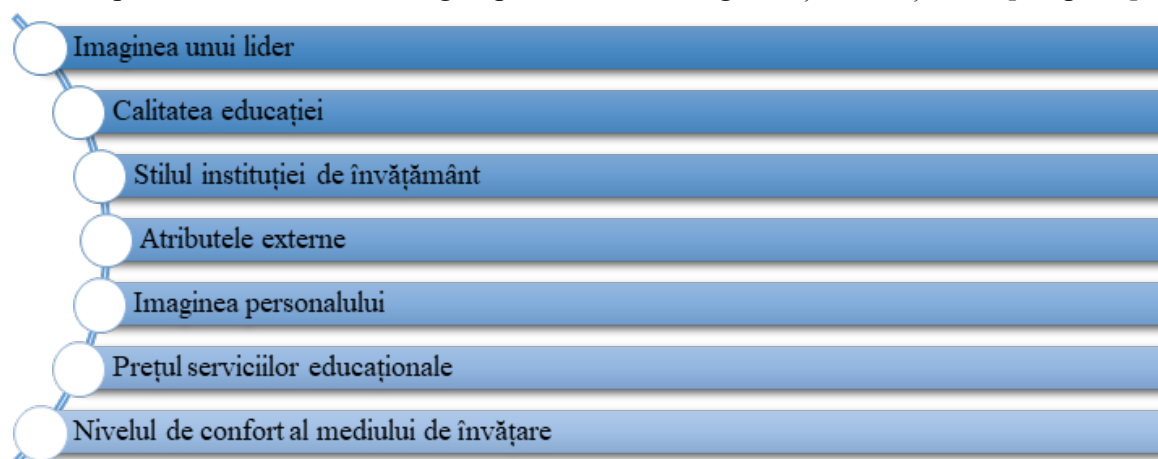 Imaginea unui lider
Calitatea educației
Stilul instituției de învățământ
Atributele externe
Imaginea personalului
Prețul serviciilor educaționale
Nivelul de confort al mediului de învățare